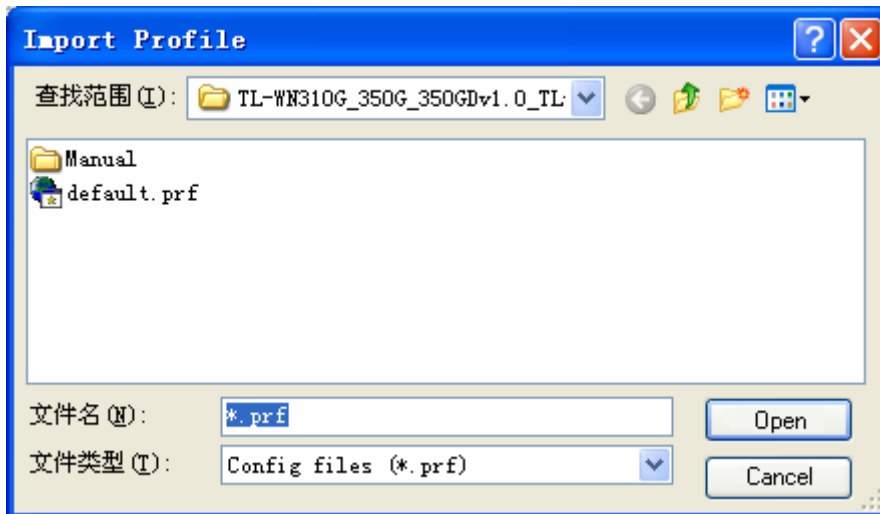 Import Profile
查找范围(I): TL-WN310G_350G_350GDv1.0_TL-
Manual
default.prf
文件名(N): *.prf Open
文件类型(T): Config files (*.prf) Cancel